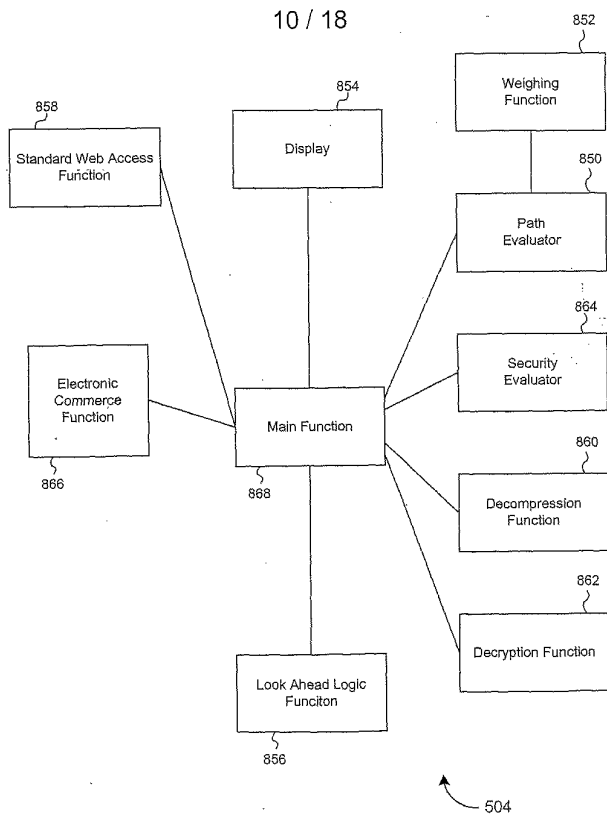 10 / 18
852
Weighing
Function
854
Display
858
Standard Web Access
Function
850
Path
Evaluator
864
Security
Evaluator
Electronic
Commerce
Function
866
Main Function
868
860
Decompression
Function
862
Decryption Function
Look Ahead Logic
Funciton
856
504